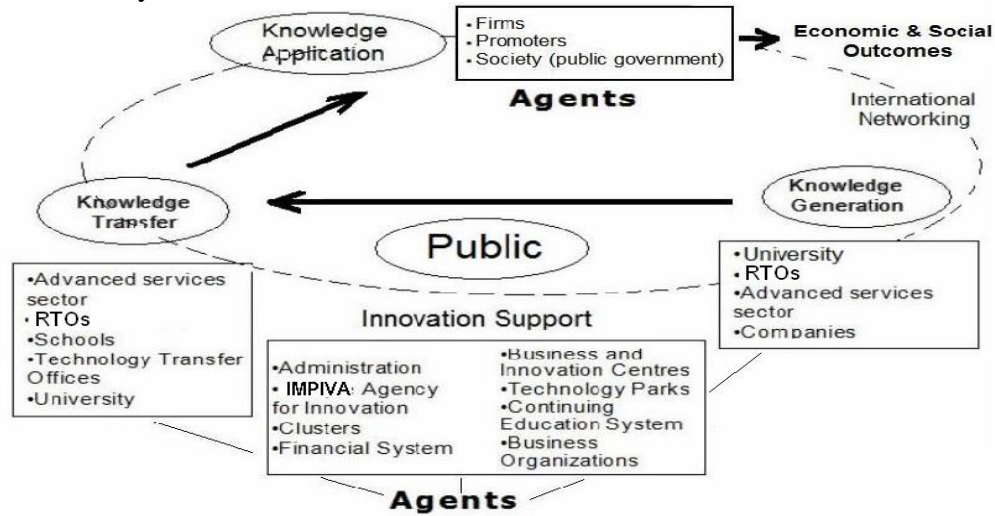 Knowledge
Application
•Firms
•Promoters
•Society (public government)
Economic & Social
Outcomes
Agents
International
Networking
Knowledge
Transfer
Knowledge
Generation
Public
•University
•RTOs
•Advanced services
sector
•Companies
•Advanced services
sector
•RTOs
•Schools
•Technology Transfer
Offices
•University
Innovation Support
•Administration
•IMPIVA: Agency
for Innovation
•Clusters
•Financial System
•Business and
Innovation Centres
•Technology Parks
•Continuing
Education System
•Business
Organizations
Agents